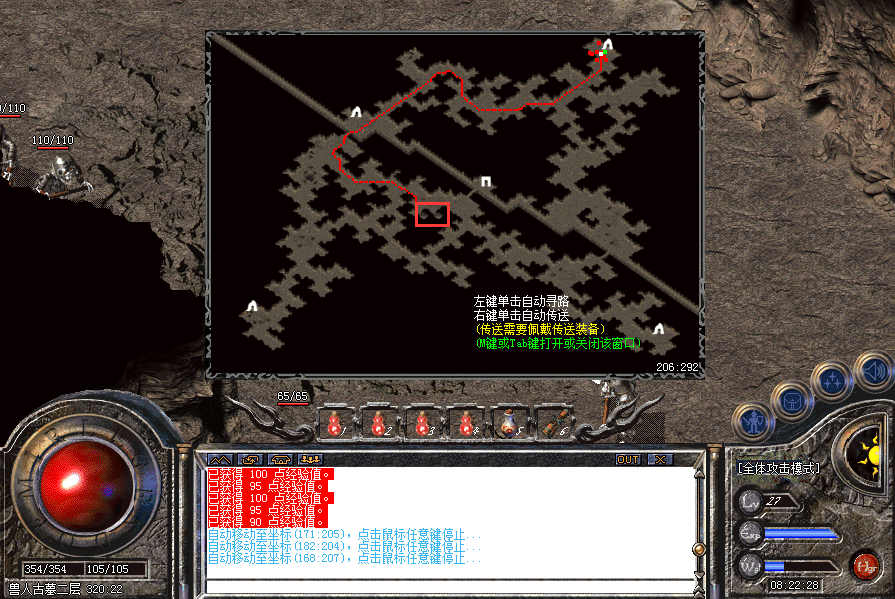 /110
110/110
左键单击自动寻路
右键单击自动传送
(传送需要佩戴传送装备)
(M键或Tab键打开或关闭该窗口)
206:292
65/65
1 2 3 4 5 6
OUT
已获得 100 点经验值。
已获得 95 点经验值。
已获得 100 点经验值。
已获得 95 点经验值。
已获得 90 点经验值。
自动移动至坐标(171:205)，点击鼠标任意键停止...
自动移动至坐标(182:204)，点击鼠标任意键停止...
自动移动至坐标(168:207)，点击鼠标任意键停止...
354/354 105/105
兽人古墓二层 320:22
[全体攻击模式]
Lv 27
Exp
W
Hgr
08:22:28